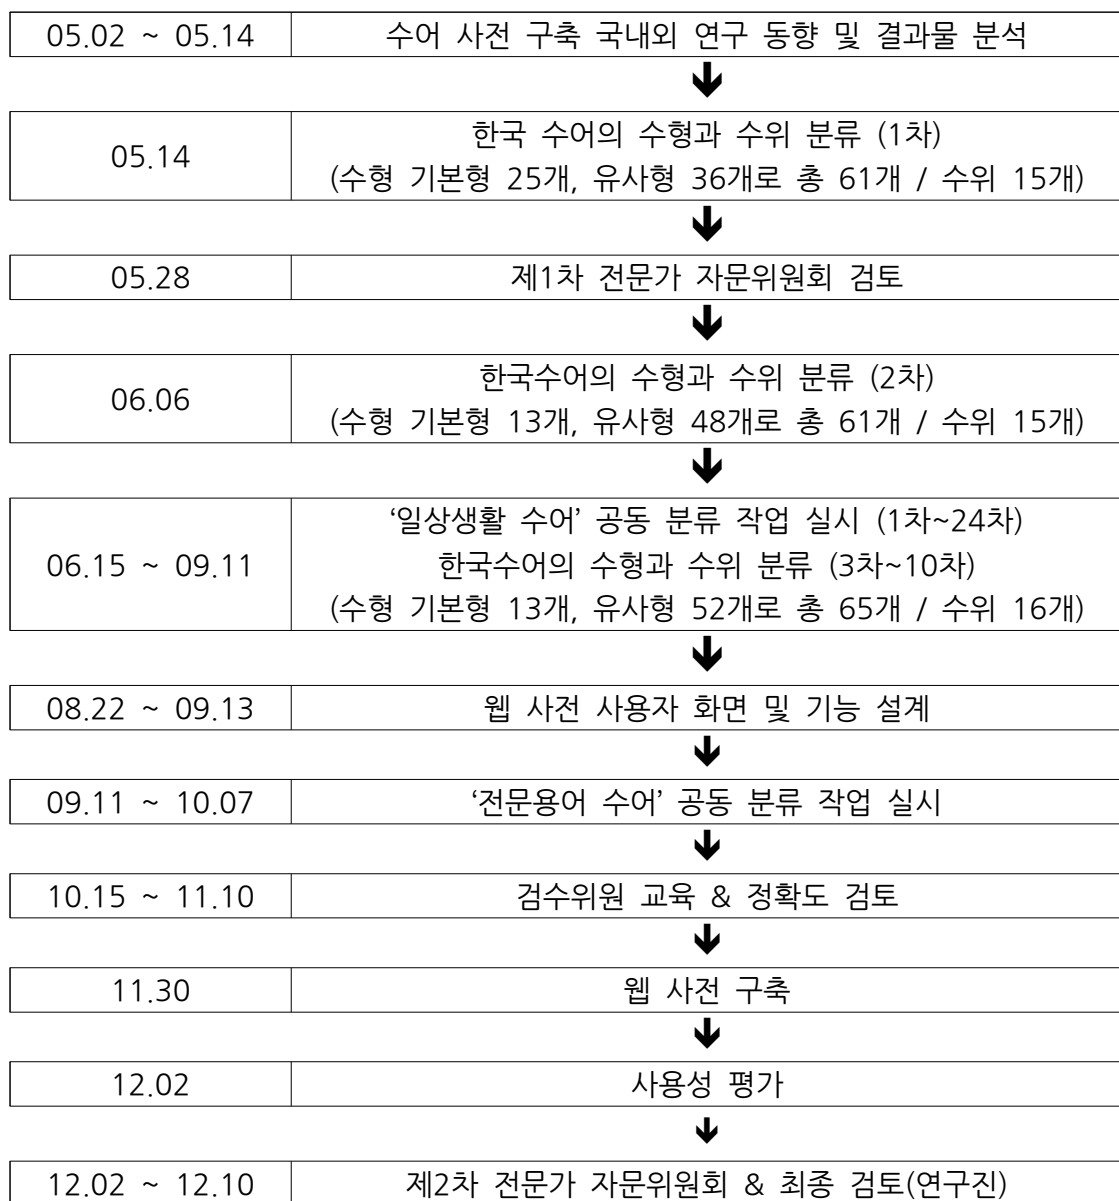 05.02 ~ 05.14 수어 사전 구축 국내외 연구 동향 및 결과물 분석
05.14 한국 수어의 수형과 수위 분류 (1차)
(수형 기본형 25개, 유사형 36개로 총 61개 / 수위 15개)
05.28 제1차 전문가 자문위원회 검토
06.06 한국수어의 수형과 수위 분류 (2차)
(수형 기본형 13개, 유사형 48개로 총 61개 / 수위 15개)
‘일상생활 수어’ 공동 분류 작업 실시 (1차~24차)
06.15 ~ 09.11 한국수어의 수형과 수위 분류 (3차~10차)
(수형 기본형 13개, 유사형 52개로 총 65개 / 수위 16개)
08.22 ~ 09.13 웹 사전 사용자 화면 및 기능 설계
09.11 ~ 10.07 ‘전문용어 수어’ 공동 분류 작업 실시
10.15 ~ 11.10 검수위원 교육 & 정확도 검토
11.30 웹 사전 구축
12.02 사용성 평가
12.02 ~ 12.10 제2차 전문가 자문위원회 & 최종 검토(연구진)